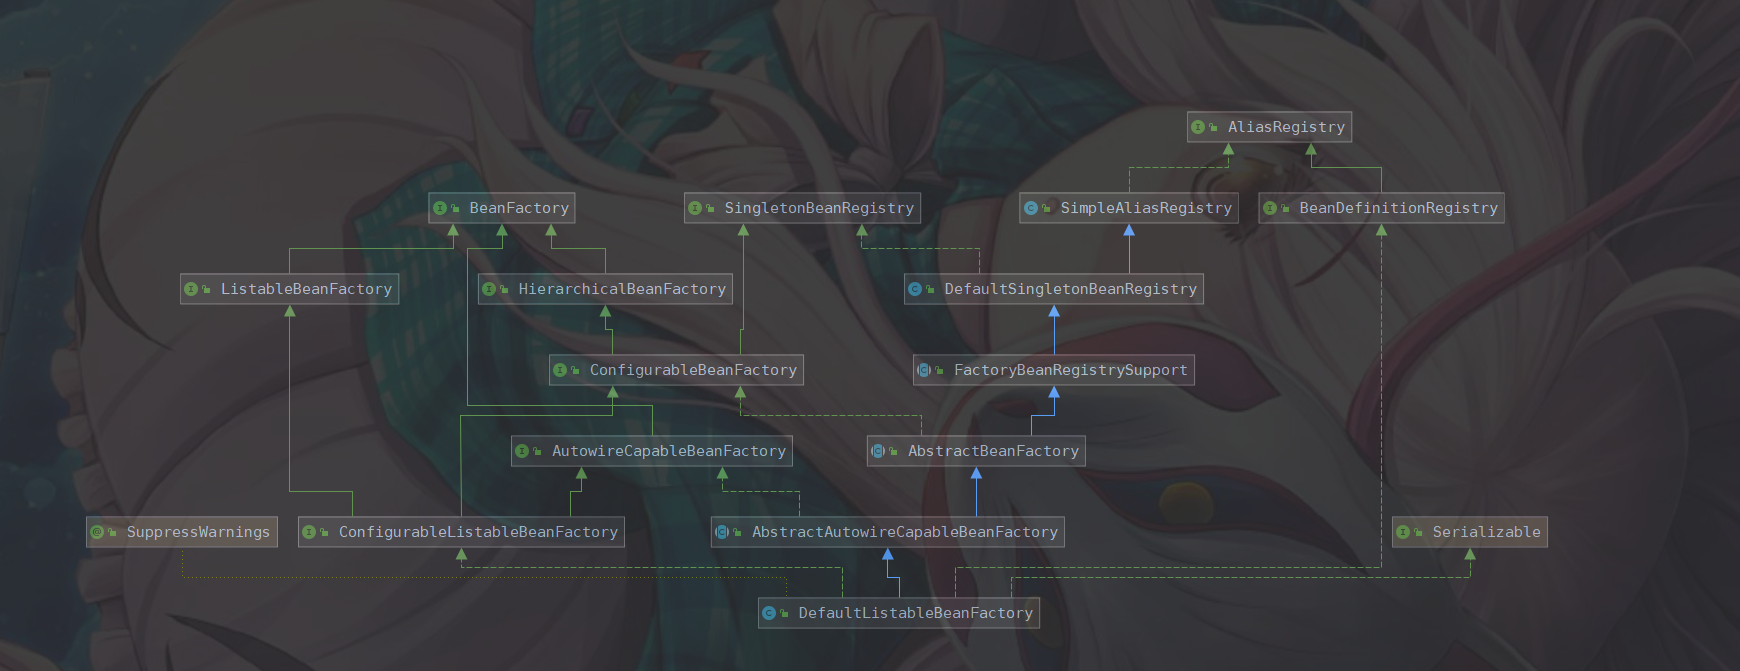 AliasRegistry
BeanFactory
SingletonBeanRegistry
SimpleAliasRegistry
BeanDefinitionRegistry
ListableBeanFactory
HierarchicalBeanFactory
DefaultSingletonBeanRegistry
ConfigurableBeanFactory
FactoryBeanRegistrySupport
AutowireCapableBeanFactory
AbstractBeanFactory
SuppressWarnings
ConfigurableListableBeanFactory
AbstractAutowireCapableBeanFactory
Serializable
DefaultListableBeanFactory